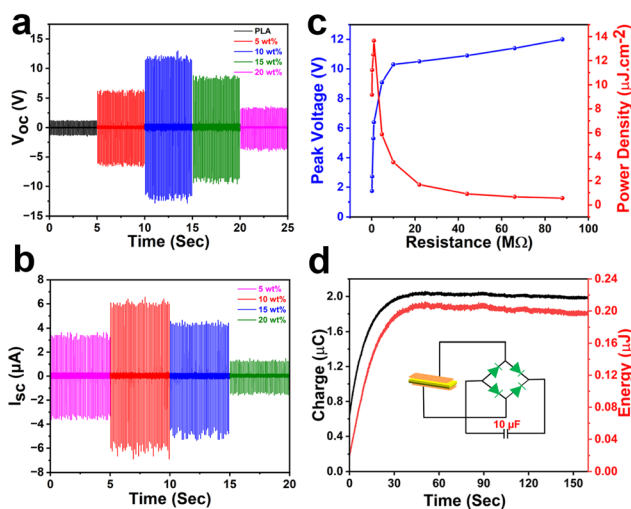 a
PLA
5 wt%
10 wt%
15 wt%
20 wt%
15
10
5
0
−5
−10
−15
V_OC (V)
0 5 10 15 20 25
Time (Sec)
c
12
10
8
6
4
2
0
Peak Voltage (V)
14
12
10
8
6
4
2
0
Power Density (μJ.cm⁻²)
0 20 40 60 80 100
Resistance (MΩ)
b
5 wt%
10 wt%
15 wt%
20 wt%
8
6
4
2
0
−2
−4
−6
−8
I_SC (μA)
0 5 10 15 20
Time (Sec)
d
2.0
1.6
1.2
0.8
0.4
0.0
Charge (μC)
0.24
0.20
0.16
0.12
0.08
0.04
0.00
Energy (μJ)
10 μF
0 30 60 90 120 150
Time (Sec)